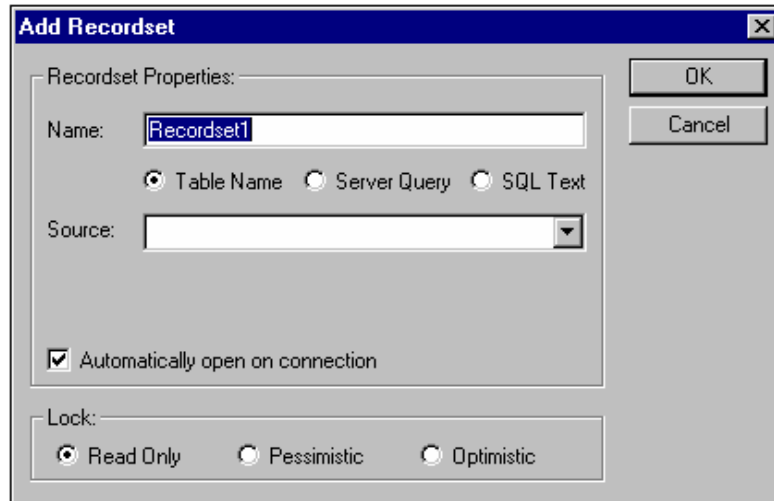 Add Recordset
Recordset Properties:
OK
Name: Recordset1
Cancel
Table Name Server Query SQL Text
Source:
Automatically open on connection
Lock:
Read Only Pessimistic Optimistic